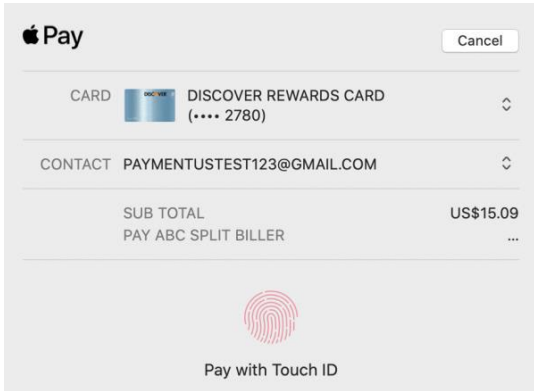 Pay
Cancel
CARD
DISCOVER
DISCOVER REWARDS CARD
(•••• 2780)
CONTACT PAYMENTUSTEST123@GMAIL.COM
SUB TOTAL US$15.09
PAY ABC SPLIT BILLER ...
Pay with Touch ID